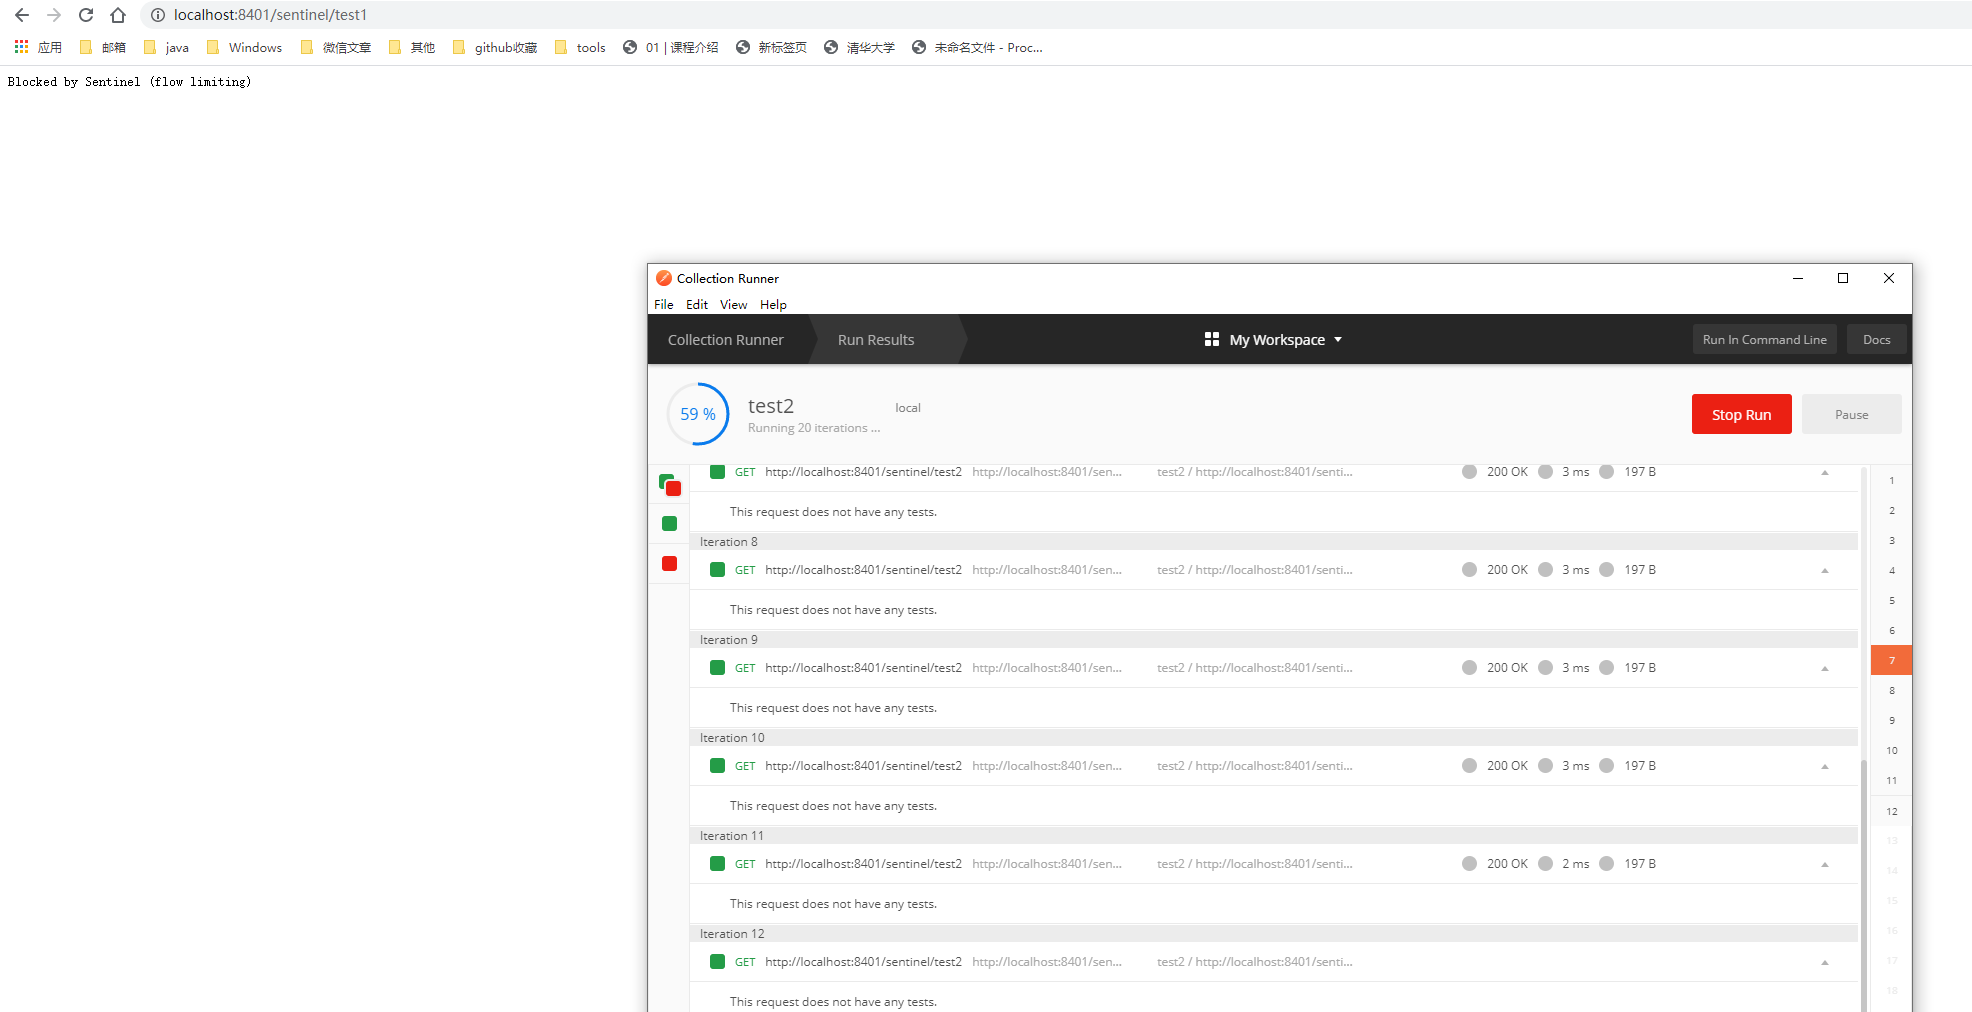 localhost:8401/sentinel/test1
应用 邮箱 java Windows 微信文章 其他 github收藏 tools 01 | 课程介绍 新标签页 清华大学 未命名文件 - Proc...
Blocked by Sentinel (flow limiting)
Collection Runner
File Edit View Help
Collection Runner Run Results My Workspace Run In Command Line Docs
59 % test2 local Stop Run Pause
Running 20 iterations ...
GET http://localhost:8401/sentinel/test2 http://localhost:8401/sen... test2 / http://localhost:8401/senti... 200 OK 3 ms 197 B
1
This request does not have any tests.
2
Iteration 8
3
GET http://localhost:8401/sentinel/test2 http://localhost:8401/sen... test2 / http://localhost:8401/senti... 200 OK 3 ms 197 B
4
This request does not have any tests.
5
Iteration 9
6
GET http://localhost:8401/sentinel/test2 http://localhost:8401/sen... test2 / http://localhost:8401/senti... 200 OK 3 ms 197 B
7
This request does not have any tests.
8
Iteration 10
9
GET http://localhost:8401/sentinel/test2 http://localhost:8401/sen... test2 / http://localhost:8401/senti... 200 OK 3 ms 197 B
10
This request does not have any tests.
11
12
Iteration 11
13
GET http://localhost:8401/sentinel/test2 http://localhost:8401/sen... test2 / http://localhost:8401/senti... 200 OK 2 ms 197 B
14
This request does not have any tests.
15
Iteration 12
16
GET http://localhost:8401/sentinel/test2 http://localhost:8401/sen... test2 / http://localhost:8401/senti...
17
This request does not have any tests.
18